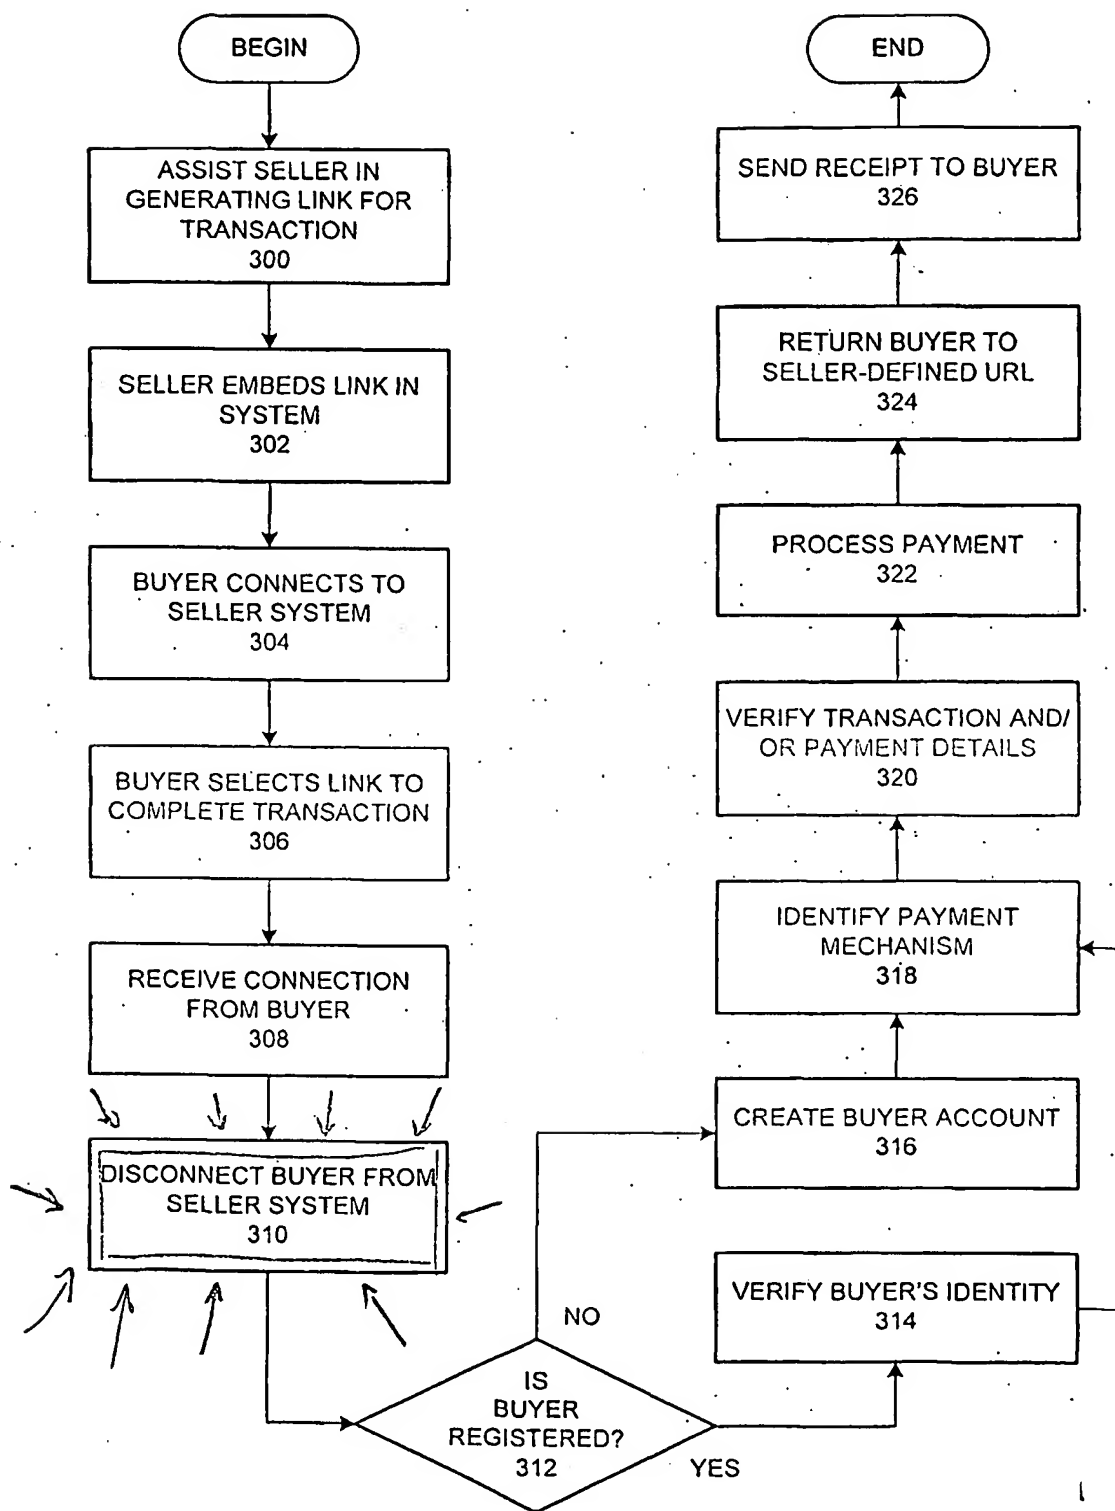 BEGIN
ASSIST SELLER IN
GENERATING LINK FOR
TRANSACTION
300
SELLER EMBEDS LINK IN
SYSTEM
302
BUYER CONNECTS TO
SELLER SYSTEM
304
BUYER SELECTS LINK TO
COMPLETE TRANSACTION
306
RECEIVE CONNECTION
FROM BUYER
308
DISCONNECT BUYER FROM
SELLER SYSTEM
310
IS
BUYER
REGISTERED?
312
NO
YES
VERIFY BUYER'S IDENTITY
314
CREATE BUYER ACCOUNT
316
IDENTIFY PAYMENT
MECHANISM
318
VERIFY TRANSACTION AND/
OR PAYMENT DETAILS
320
PROCESS PAYMENT
322
RETURN BUYER TO
SELLER-DEFINED URL
324
SEND RECEIPT TO BUYER
326
END